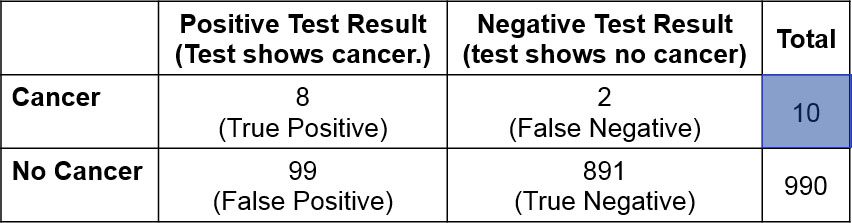 Positive Test Result
(Test shows cancer.)
Negative Test Result
(test shows no cancer)
Total
Cancer
8
(True Positive)
2
(False Negative)
10
No Cancer
99
(False Positive)
891
(True Negative)
990